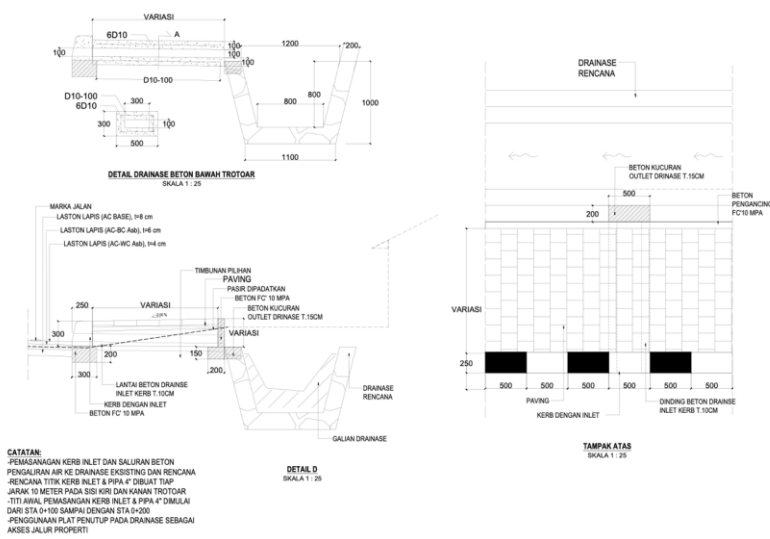 VARIASI
6D10
A
100
100
100
100
1200
200
D10-100
800
800
1000
1100
D10-100
6D10
300
300
100
500
DETAIL DRAINASE BETON BAWAH TROTOAR
SKALA 1 : 25
MARKA JALAN
LASTON LAPIS (AC BASE), t=8 cm
LASTON LAPIS (AC-BC Asb), t=6 cm
LASTON LAPIS (AC-WC Asb), t=4 cm
TIMBUNAN PILIHAN
PAVING
PASIR DIPADATKAN
BETON FC' 10 MPA
BETON KUCURAN
OUTLET DRINASE T.15CM
250
VARIASI
300
VARIASI
200
150
300
200
LANTAI BETON DRAINSE
INLET KERB T.10CM
KERB DENGAN INLET
BETON FC' 10 MPA
DRAINASE
RENCANA
GALIAN DRAINASE
DETAIL D
SKALA 1 : 25
CATATAN:
-PEMASANAGAN KERB INLET DAN SALURAN BETON
PENGALIRAN AIR KE DRAINASE EKSISTING DAN RENCANA
-RENCANA TITIK KERB INLET & PIPA 4" DIBUAT TIAP
JARAK 10 METER PADA SISI KIRI DAN KANAN TROTOAR
-TITI AWAL PEMASANGAN KERB INLET & PIPA 4" DIMULAI
DARI STA 0+100 SAMPAI DENGAN STA 0+200
-PENGGUNAAN PLAT PENUTUP PADA DRAINASE SEBAGAI
AKSES JALUR PROPERTI
DRAINASE
RENCANA
BETON KUCURAN
OUTLET DRINASE T.15CM
500
200
BETON
PENGANCING
FC'10 MPA
VARIASI
250
500
500
500
500
500
500
PAVING
DINDING BETON DRAINSE
INLET KERB T.10CM
KERB DENGAN INLET
TAMPAK ATAS
SKALA 1 : 25